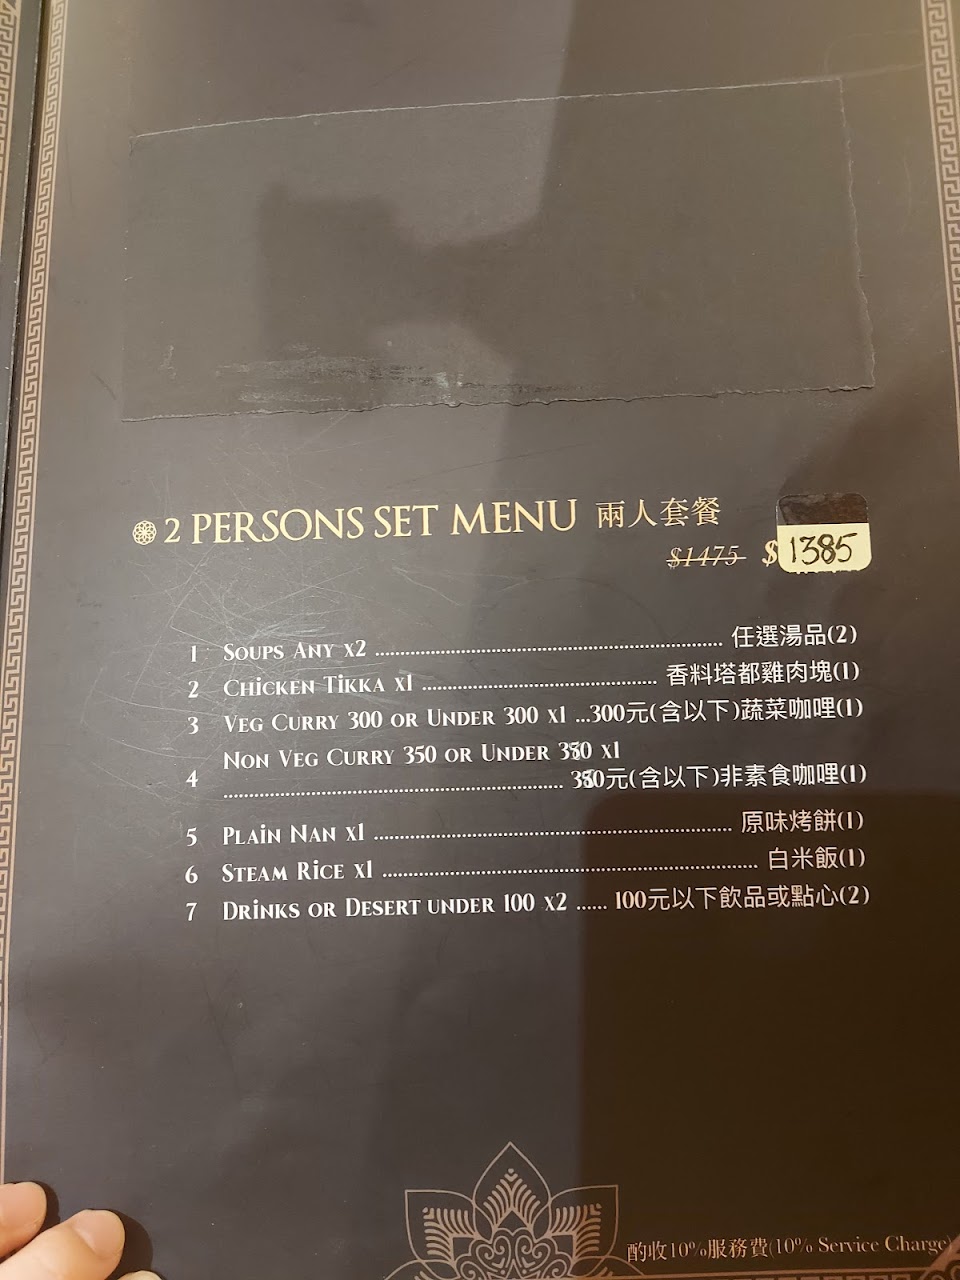 2 PERSONS SET MENU 兩人套餐
$1475 $1385
1 SOUPS ANY X2 ........ 任選湯品(2)
2 CHICKEN TIKKA X1 ........ 香料塔都雞肉塊(1)
3 VEG CURRY 300 OR UNDER 300 X1 ...300元(含以下)蔬菜咖哩(1)
NON VEG CURRY 350 OR UNDER 350 X1
4 ........ 350元(含以下)非素食咖哩(1)
5 PLAIN NAN X1 ........ 原味烤餅(1)
6 STEAM RICE X1 ........ 白米飯(1)
7 DRINKS OR DESERT UNDER 100 X2 ...... 100元以下飲品或點心(2)
酌收10%服務費(10% Service Charge)